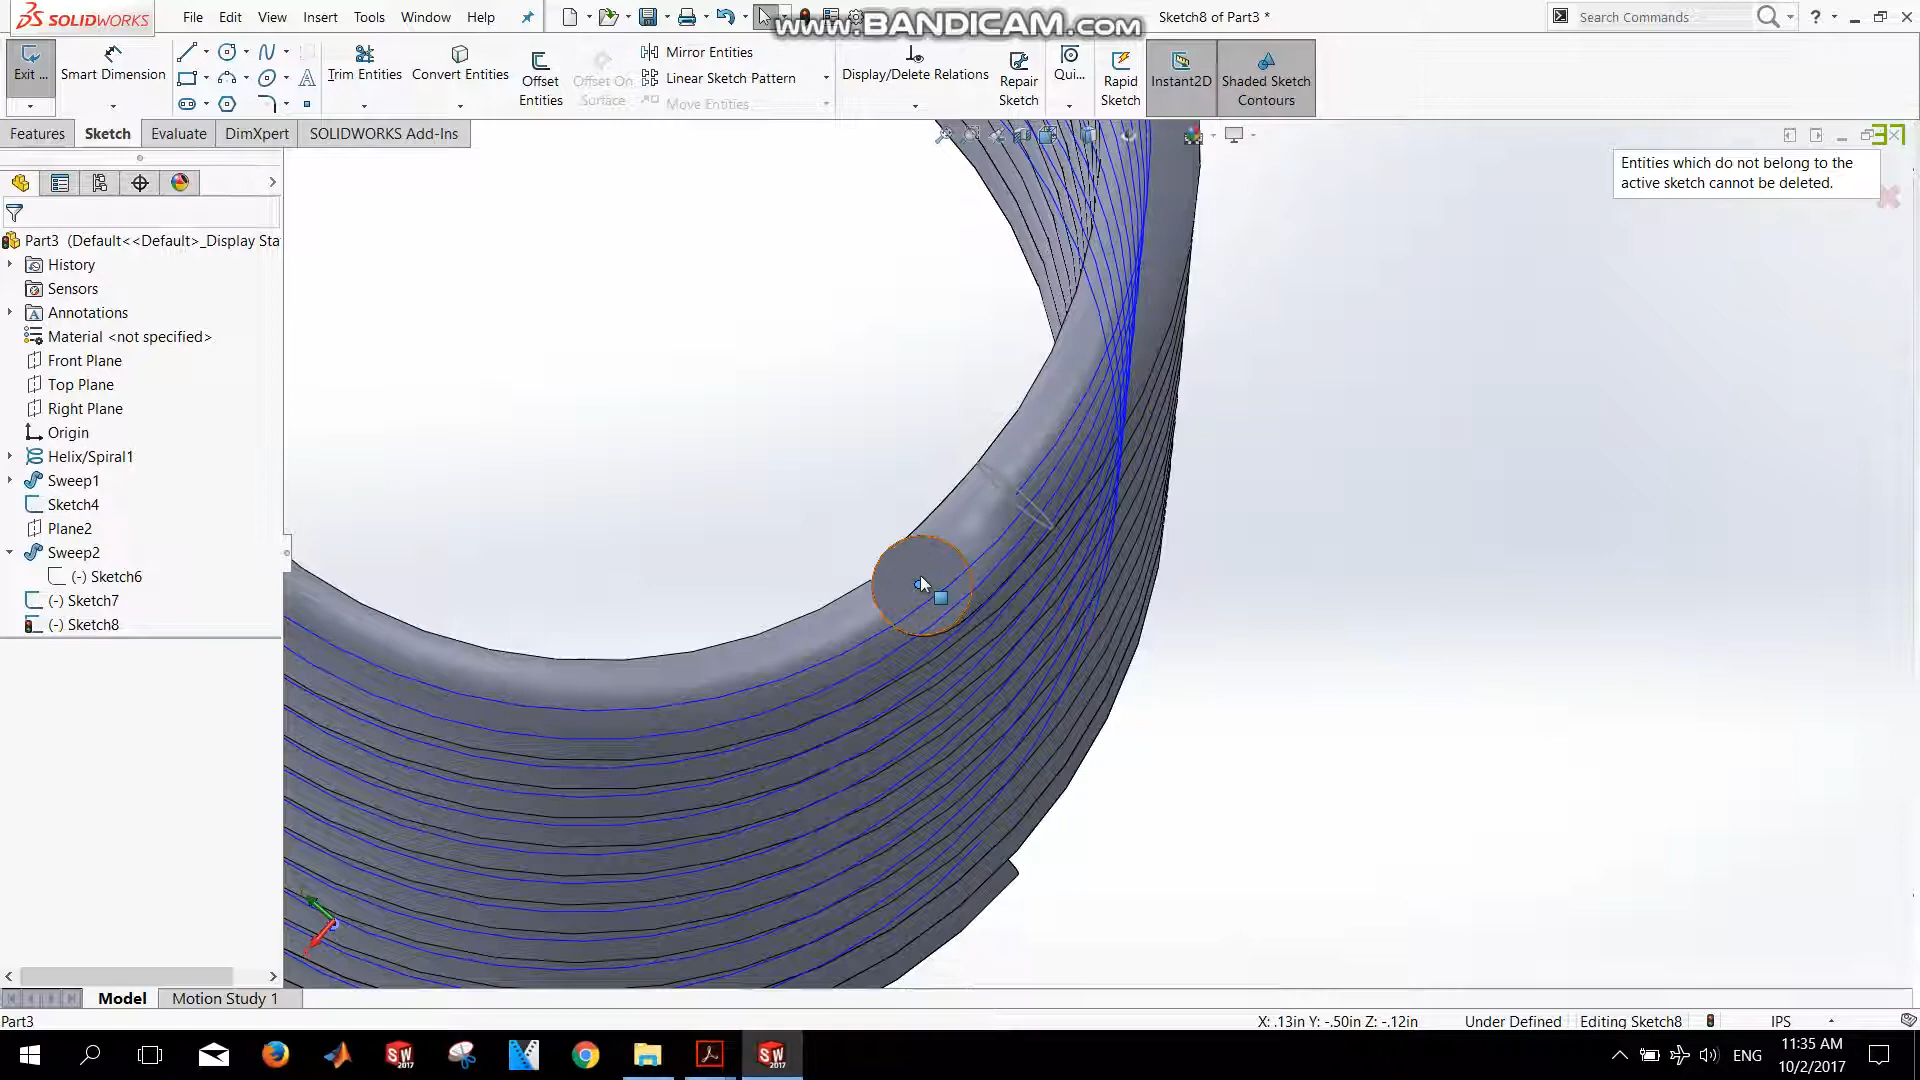 SOLIDWORKS File Edit View Insert Tools Window Help Sketch8 of Part3 * Search Commands ?
www.BANDICAM.com
Exit ... Smart Dimension Trim Entities Convert Entities Offset Entities Offset On Surface Mirror Entities Display/Delete Relations Repair Sketch Qui... Rapid Sketch Instant2D Shaded Sketch Contours
Linear Sketch Pattern
Move Entities
Features Sketch Evaluate DimXpert SOLIDWORKS Add-Ins
37
Entities which do not belong to the
active sketch cannot be deleted.
Part3 (Default<<Default>_Display Sta
History
Sensors
Annotations
Material <not specified>
Front Plane
Top Plane
Right Plane
Origin
Helix/Spiral1
Sweep1
Sketch4
Plane2
Sweep2
(-) Sketch6
(-) Sketch7
(-) Sketch8
Model Motion Study 1
Part3 X: .13in Y: -.50in Z: -.12in Under Defined Editing Sketch8 IPS
SW 2017 SW 2017 ENG 11:35 AM
10/2/2017